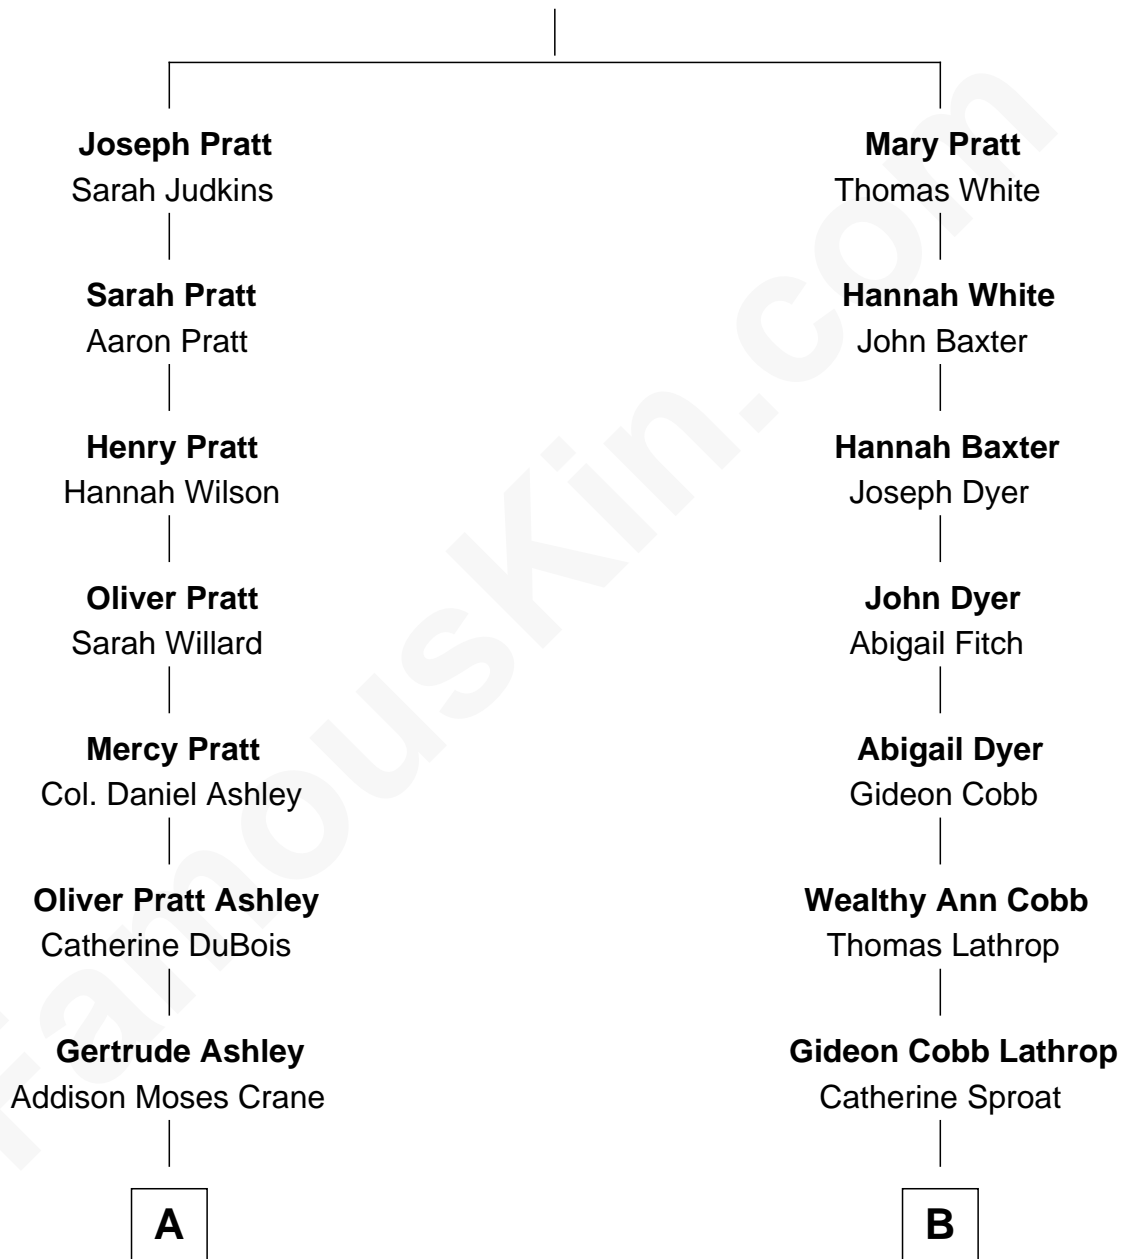 Joseph Pratt
Sarah Judkins
Mary Pratt
Thomas White
Sarah Pratt
Aaron Pratt
Hannah White
John Baxter
Henry Pratt
Hannah Wilson
Hannah Baxter
Joseph Dyer
Oliver Pratt
Sarah Willard
John Dyer
Abigail Fitch
Mercy Pratt
Col. Daniel Ashley
Abigail Dyer
Gideon Cobb
Oliver Pratt Ashley
Catherine DuBois
Wealthy Ann Cobb
Thomas Lathrop
Gertrude Ashley
Addison Moses Crane
Gideon Cobb Lathrop
Catherine Sproat
A
B
FamousKin.com